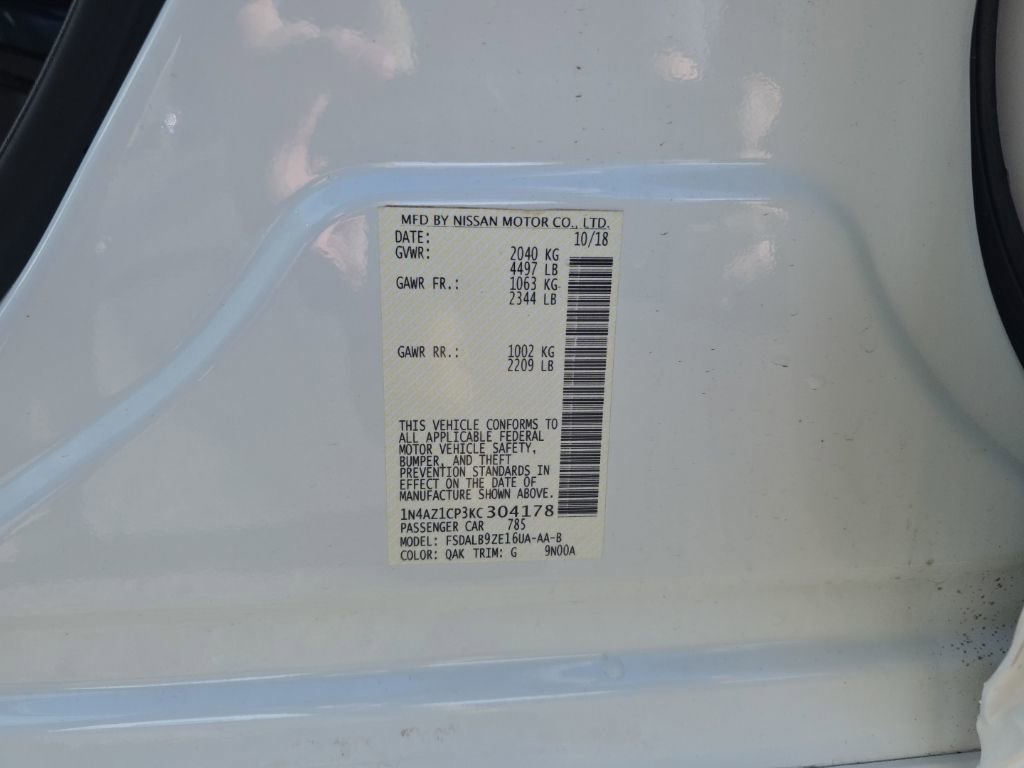 MFD BY NISSAN MOTOR CO., LTD.
DATE: 10/18
GVWR: 2040 KG
4497 LB
GAWR FR.: 1063 KG
2344 LB
GAWR RR.: 1002 KG
2209 LB
THIS VEHICLE CONFORMS TO
ALL APPLICABLE FEDERAL
MOTOR VEHICLE SAFETY,
BUMPER, AND THEFT
PREVENTION STANDARDS IN
EFFECT ON THE DATE OF
MANUFACTURE SHOWN ABOVE.
1N4AZ1CP3KC304178
PASSENGER CAR 785
MODEL: FSDALB9ZE16UA-AA-B
COLOR: QAK TRIM: G 9N00A